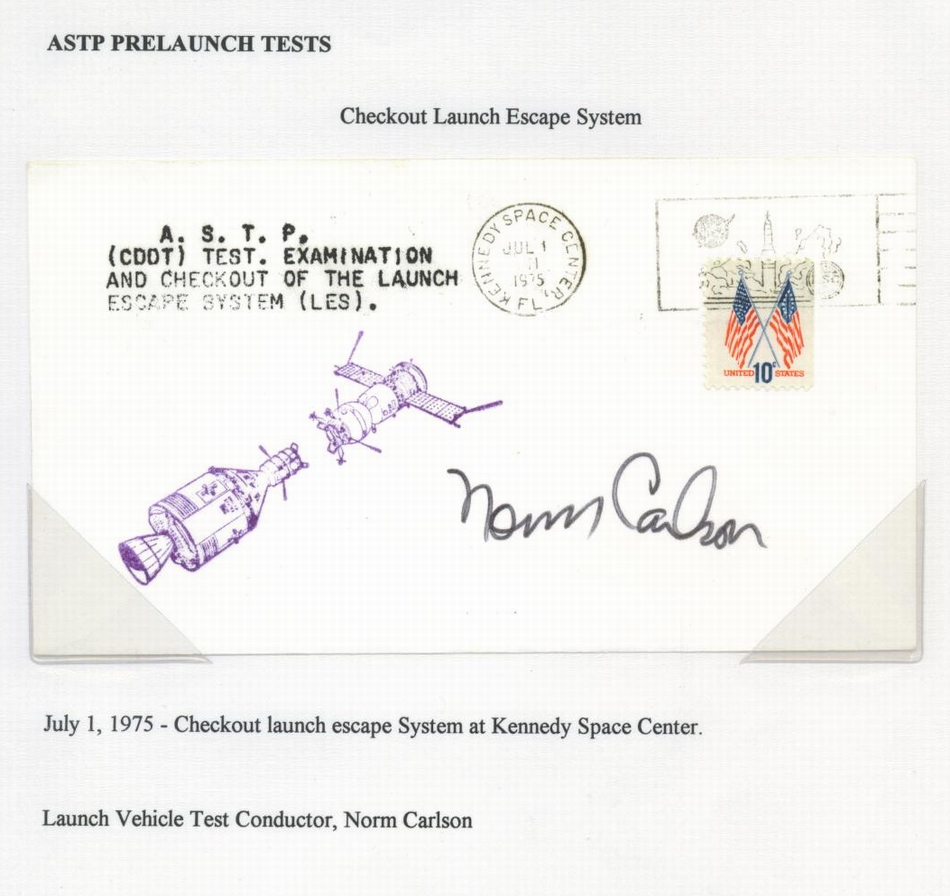 ASTP PRELAUNCH TESTS
Checkout Launch Escape System
A. S. T. P.
(CDDT) TEST. EXAMINATION
AND CHECKOUT OF THE LAUNCH
ESCAPE SYSTEM (LES).
KENNEDY SPACE CENTER,
JUL 1
1975
FL.
UNITED 10c STATES
Norm Carlson
July 1, 1975 - Checkout launch escape System at Kennedy Space Center.
Launch Vehicle Test Conductor, Norm Carlson